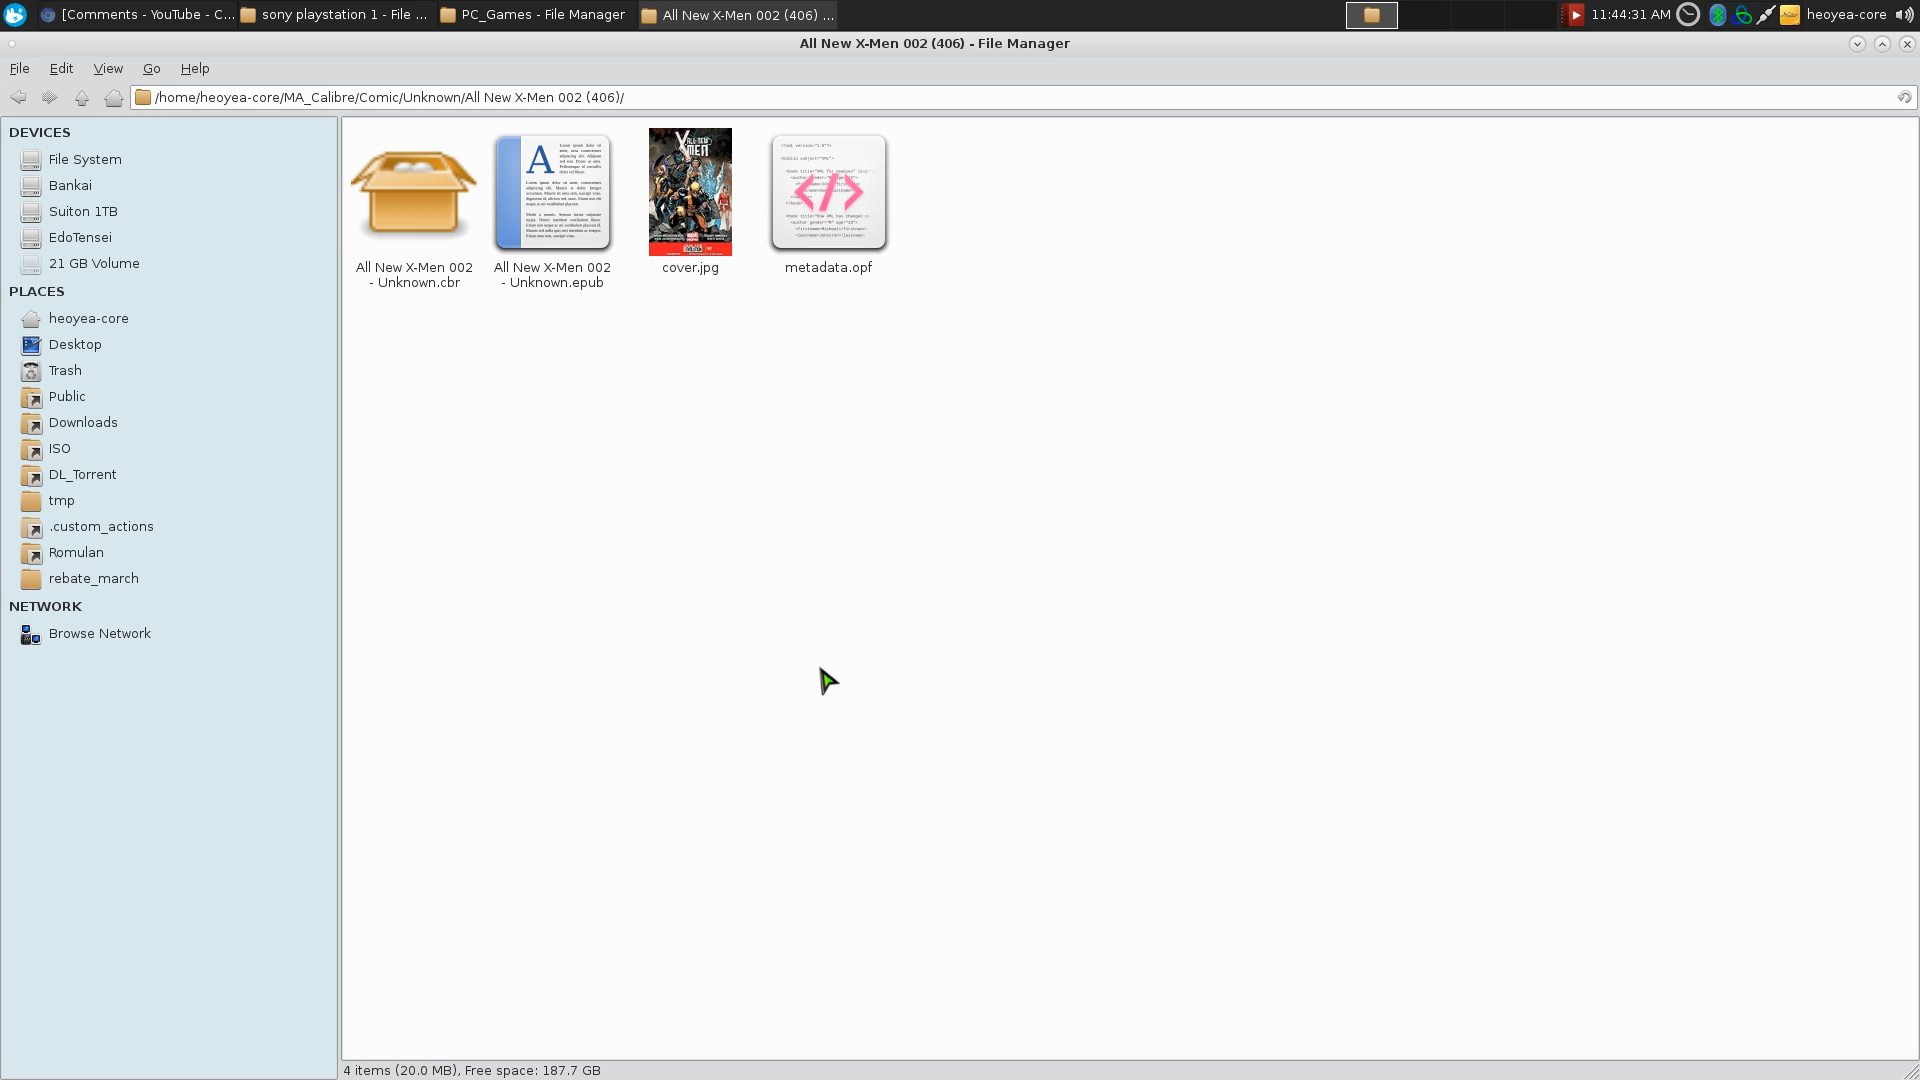 [Comments - YouTube - C...
sony playstation 1 - File ...
PC_Games - File Manager
All New X-Men 002 (406) ...
11:44:31 AM
heoyea-core
All New X-Men 002 (406) - File Manager
File Edit View Go Help
/home/heoyea-core/MA_Calibre/Comic/Unknown/All New X-Men 002 (406)/
DEVICES
File System
Bankai
Suiton 1TB
EdoTensei
21 GB Volume
PLACES
heoyea-core
Desktop
Trash
Public
Downloads
ISO
DL_Torrent
tmp
.custom_actions
Romulan
rebate_march
NETWORK
Browse Network
All New X-Men 002
- Unknown.cbr
A
All New X-Men 002
- Unknown.epub
ALL-NEW
X-MEN
cover.jpg
</>
metadata.opf
4 items (20.0 MB), Free space: 187.7 GB